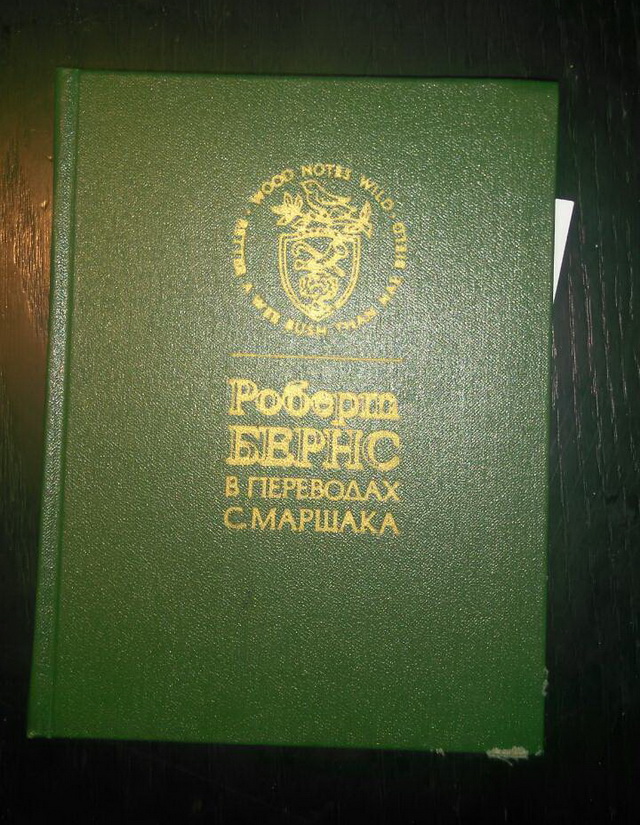 WOOD NOTES WILD
BETTER A WEE BUSH THAN NAE BIELD
Роберт
БЕРНС
В ПЕРЕВОДАХ
С. МАРШАКА